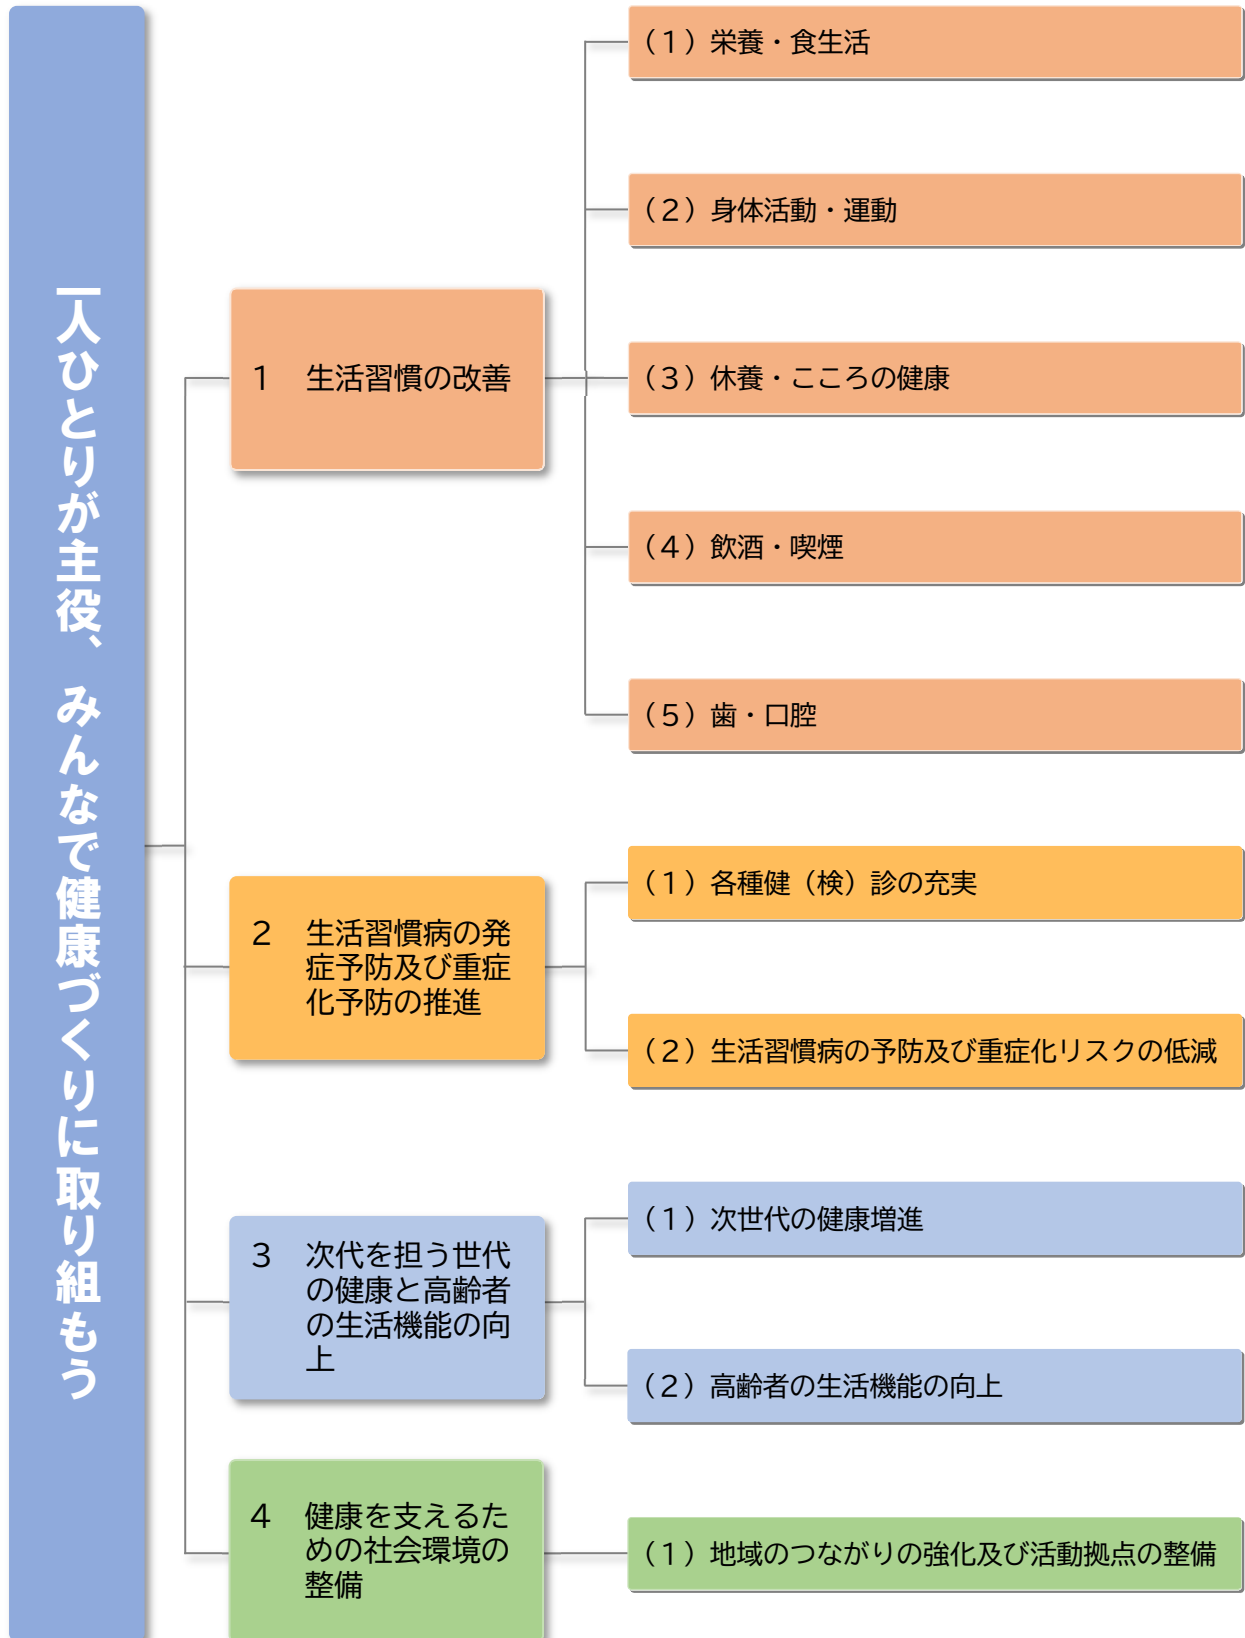 一人ひとりが主役、　みんなで健康づくりに取り組もう
1　生活習慣の改善
（1）栄養・食生活
（2）身体活動・運動
（3）休養・こころの健康
（4）飲酒・喫煙
（5）歯・口腔
2　生活習慣病の発
症予防及び重症
化予防の推進
（1）各種健（検）診の充実
（2）生活習慣病の予防及び重症化リスクの低減
3　次代を担う世代
の健康と高齢者
の生活機能の向
上
（1）次世代の健康増進
（2）高齢者の生活機能の向上
4　健康を支えるた
めの社会環境の
整備
（1）地域のつながりの強化及び活動拠点の整備